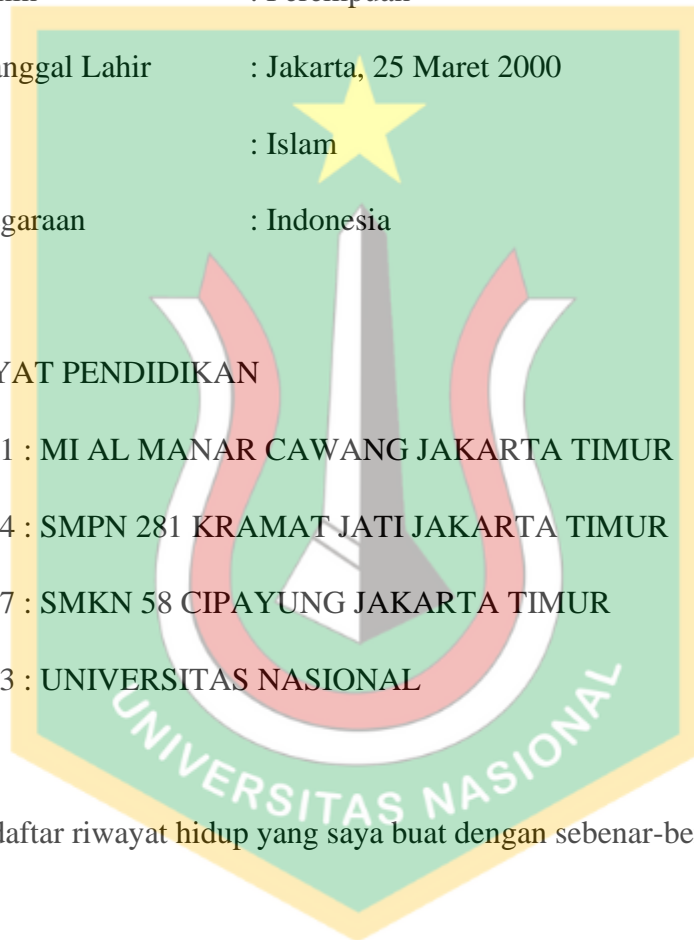 : Perempuan
anggal Lahir : Jakarta, 25 Maret 2000
: Islam
garaan : Indonesia
YAT PENDIDIKAN
1 : MI AL MANAR CAWANG JAKARTA TIMUR
4 : SMPN 281 KRAMAT JATI JAKARTA TIMUR
7 : SMKN 58 CIPAYUNG JAKARTA TIMUR
3 : UNIVERSITAS NASIONAL
UNIVERSITAS NASIONAL
daftar riwayat hidup yang saya buat dengan sebenar-be